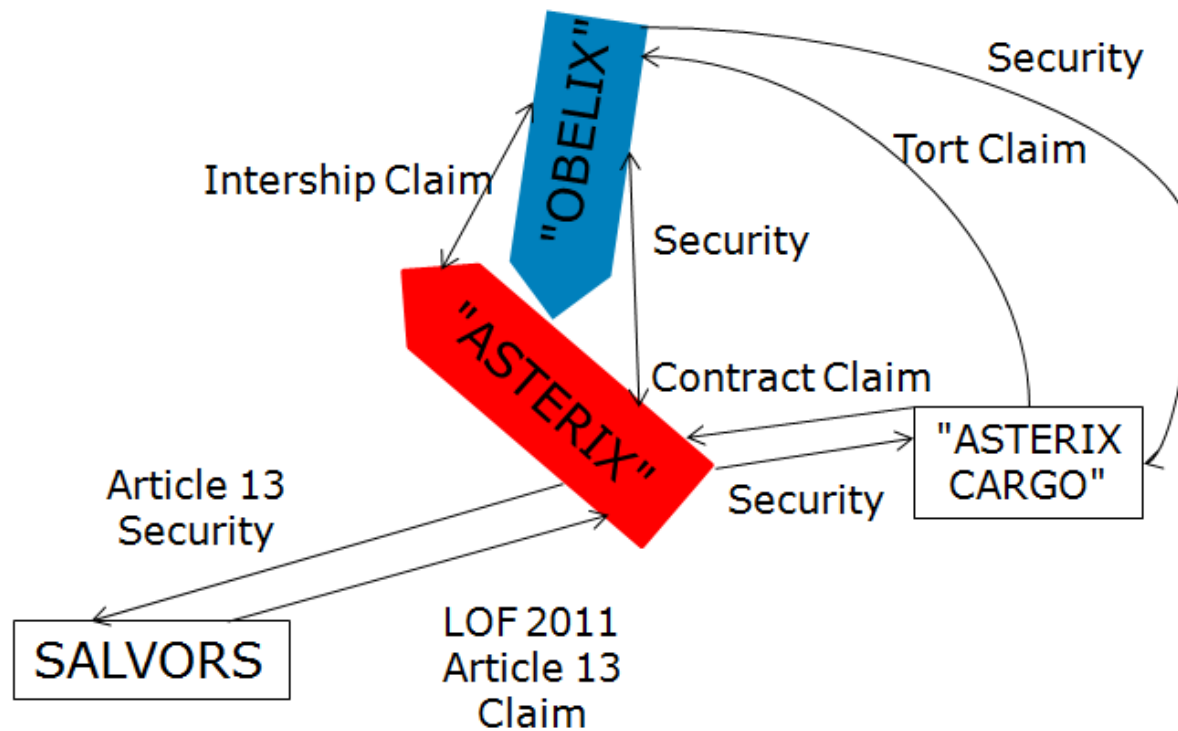 "OBELIX"
Security
Tort Claim
Intership Claim
Security
"ASTERIX"
Contract Claim
"ASTERIX
CARGO"
Security
Article 13
Security
LOF 2011
Article 13
Claim
SALVORS